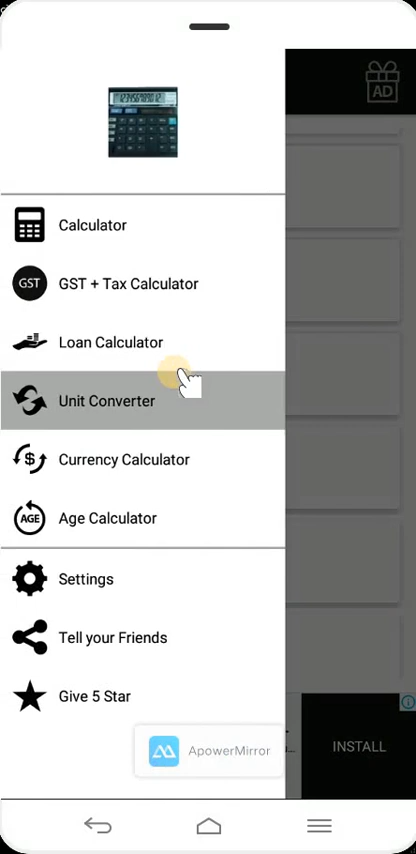 AD
Calculator
GST
GST + Tax Calculator
Loan Calculator
Unit Converter
$
Currency Calculator
AGE
Age Calculator
Settings
Tell your Friends
Give 5 Star
ApowerMirror
INSTALL